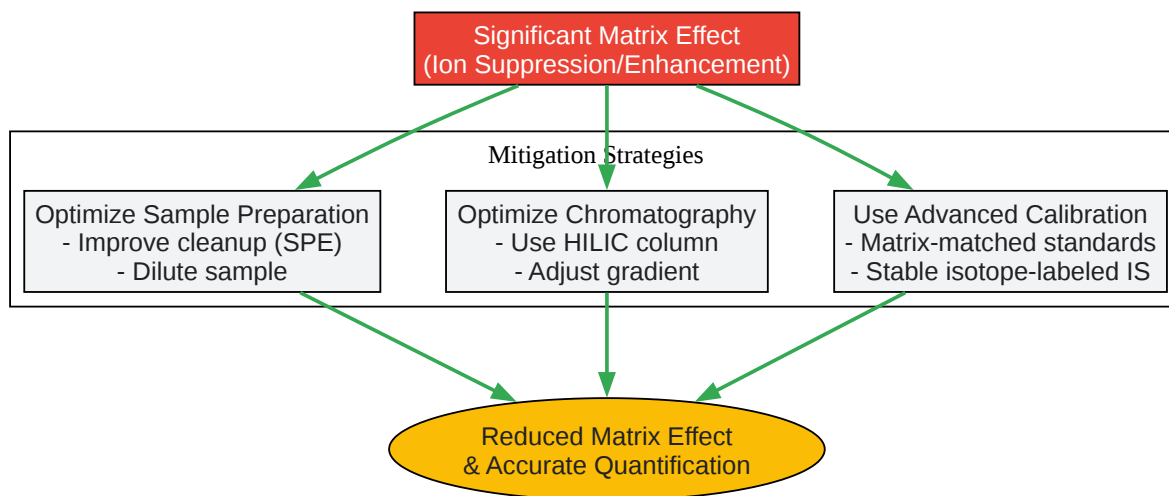 Significant Matrix Effect
(Ion Suppression/Enhancement)
Mitigation Strategies
Optimize Sample Preparation
- Improve cleanup (SPE)
- Dilute sample
Optimize Chromatography
- Use HILIC column
- Adjust gradient
Use Advanced Calibration
- Matrix-matched standards
- Stable isotope-labeled IS
Reduced Matrix Effect
& Accurate Quantification